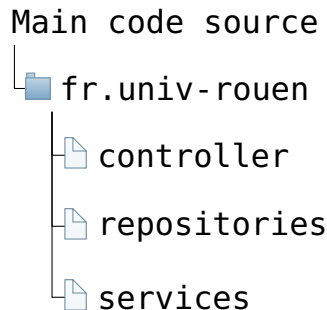 Main code source
fr.univ-rouen
controller
repositories
services